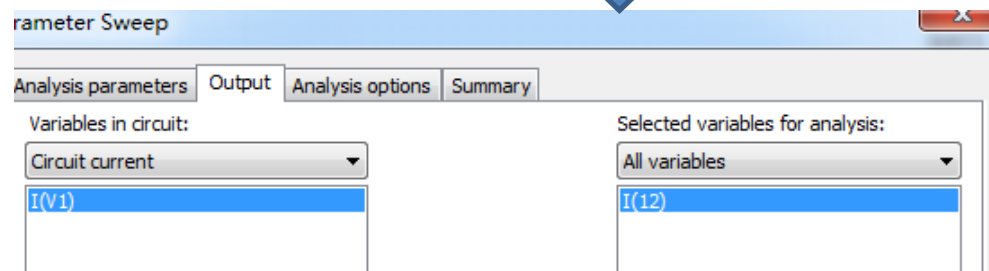 rameter Sweep
Analysis parameters Output Analysis options Summary
Variables in circuit: Selected variables for analysis:
Circuit current All variables
I(V1) I(12)